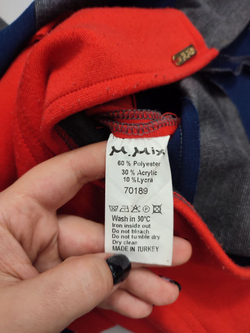 M. Mix
60 % Polyester
30 % Acrylic
10 % Lycra
70189
Wash in 30°C
Iron inside out
Do not bleach
Do not tumble dry
Dry clean
MADE IN TURKEY